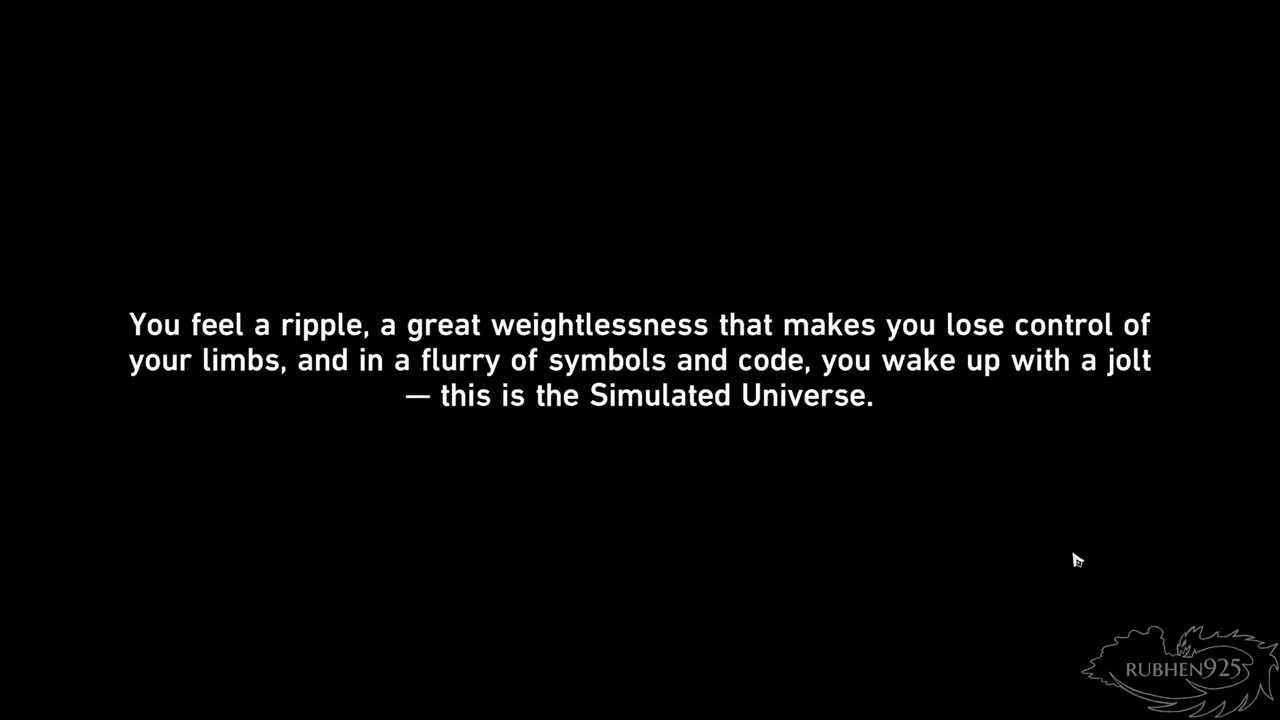 You feel a ripple, a great weightlessness that makes you lose control of
your limbs, and in a flurry of symbols and code, you wake up with a jolt
— this is the Simulated Universe.
RUBHEN925